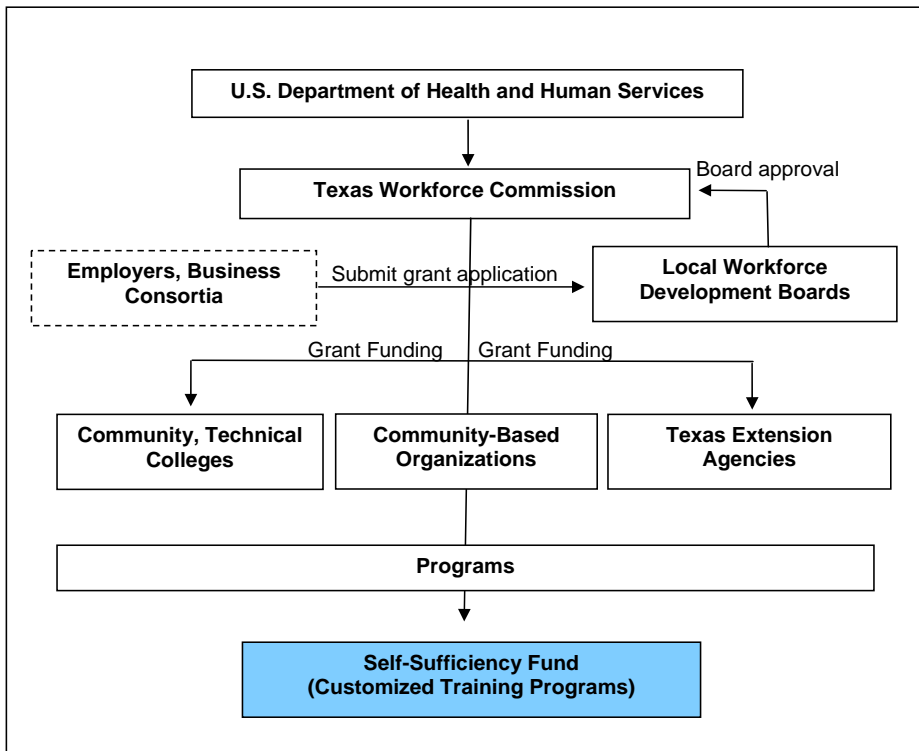 U.S. Department of Health and Human Services
Board approval
Texas Workforce Commission
Employers, Business
Consortia
Submit grant application
Local Workforce
Development Boards
Grant Funding
Grant Funding
Community, Technical
Colleges
Community-Based
Organizations
Texas Extension
Agencies
Programs
Self-Sufficiency Fund
(Customized Training Programs)